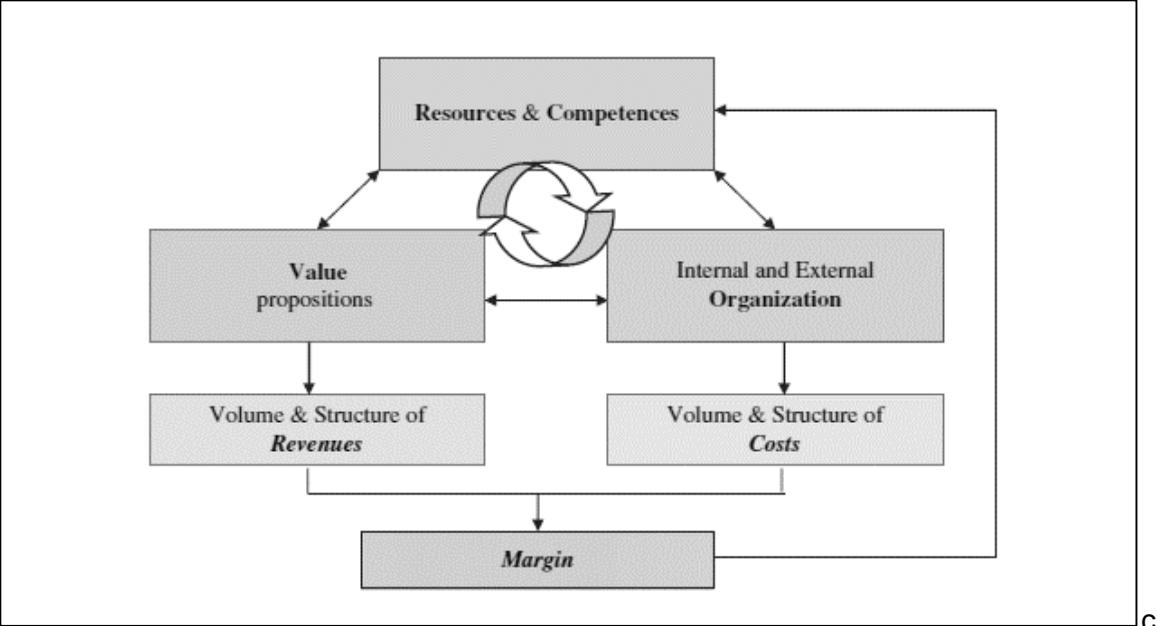 Resources & Competences
Value
propositions
Internal and External
Organization
Volume & Structure of
Revenues
Volume & Structure of
Costs
Margin
c